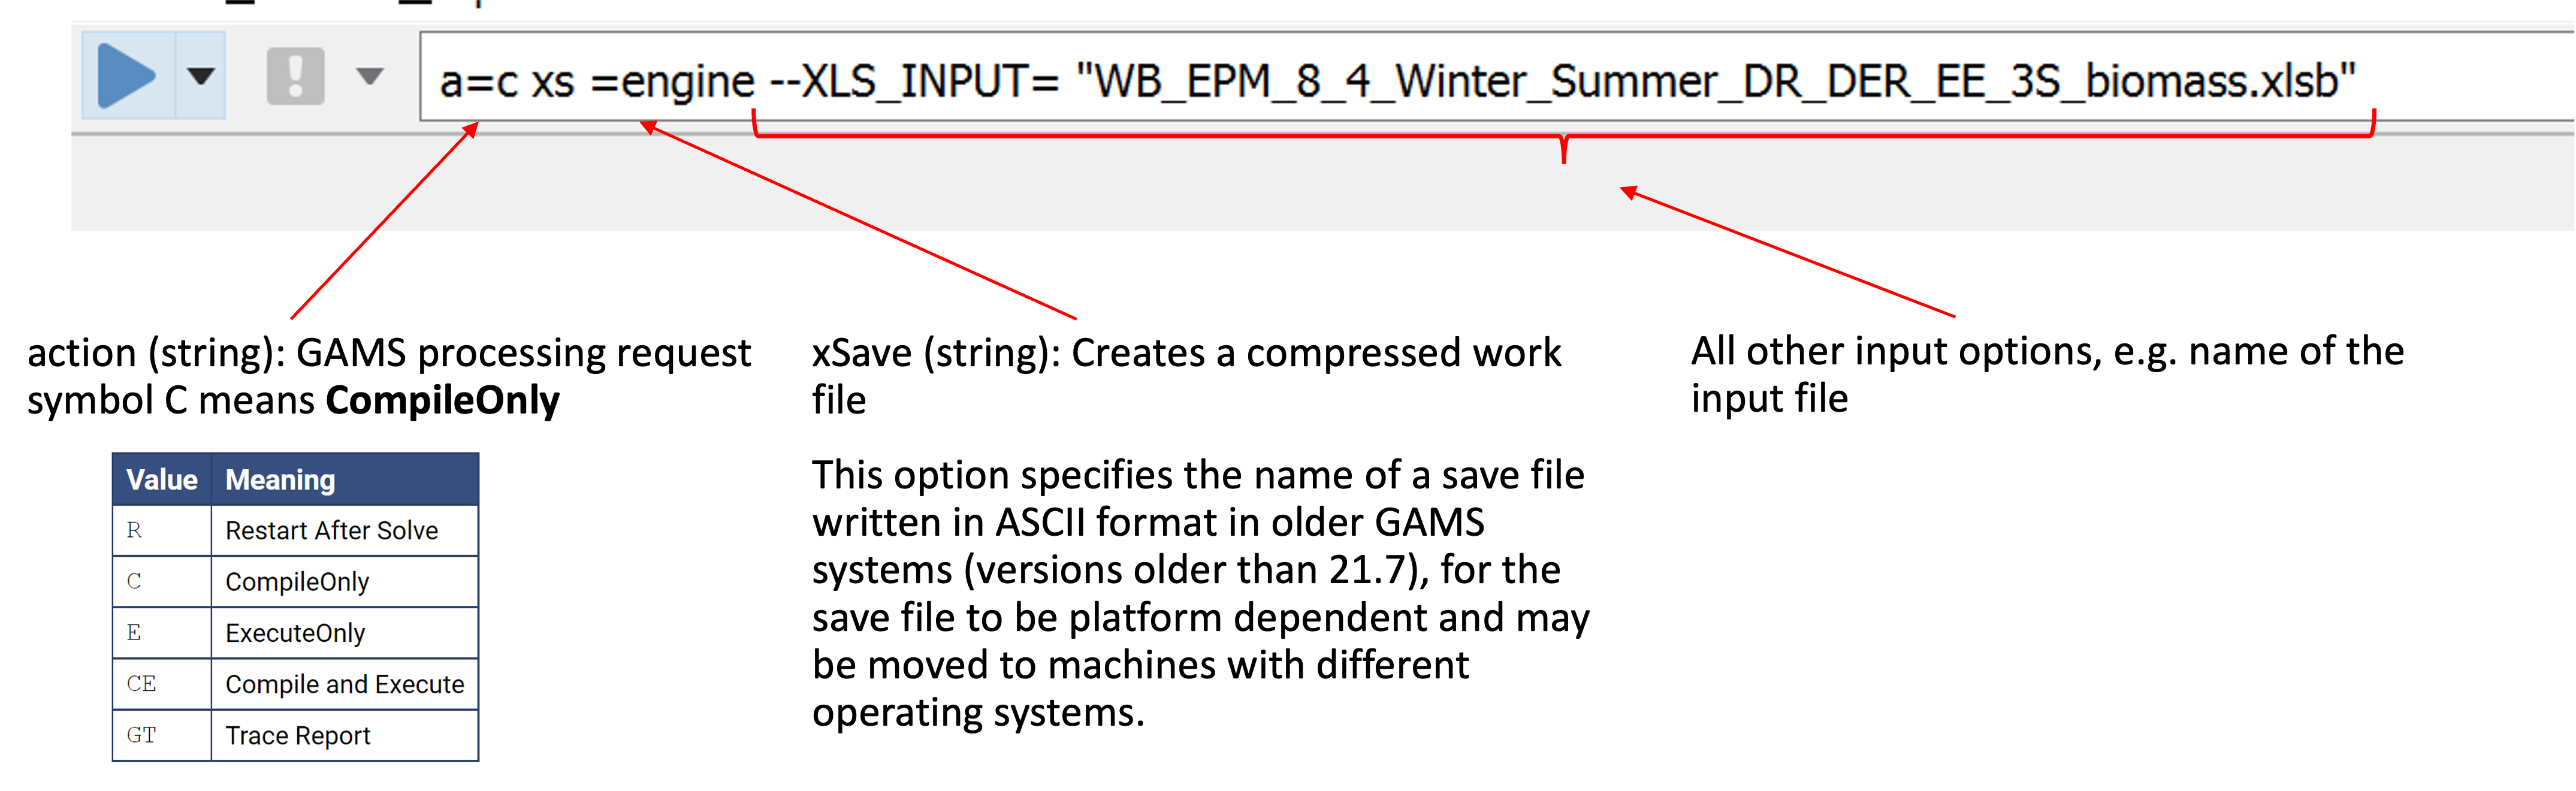 a=c xs =engine --XLS_INPUT= "WB_EPM_8_4_Winter_Summer_DR_DER_EE_3S_biomass.xlsb"
action (string): GAMS processing request
symbol C means CompileOnly
Value Meaning
R Restart After Solve
C CompileOnly
E ExecuteOnly
CE Compile and Execute
GT Trace Report
xSave (string): Creates a compressed work
file
This option specifies the name of a save file
written in ASCII format in older GAMS
systems (versions older than 21.7), for the
save file to be platform dependent and may
be moved to machines with different
operating systems.
All other input options, e.g. name of the
input file